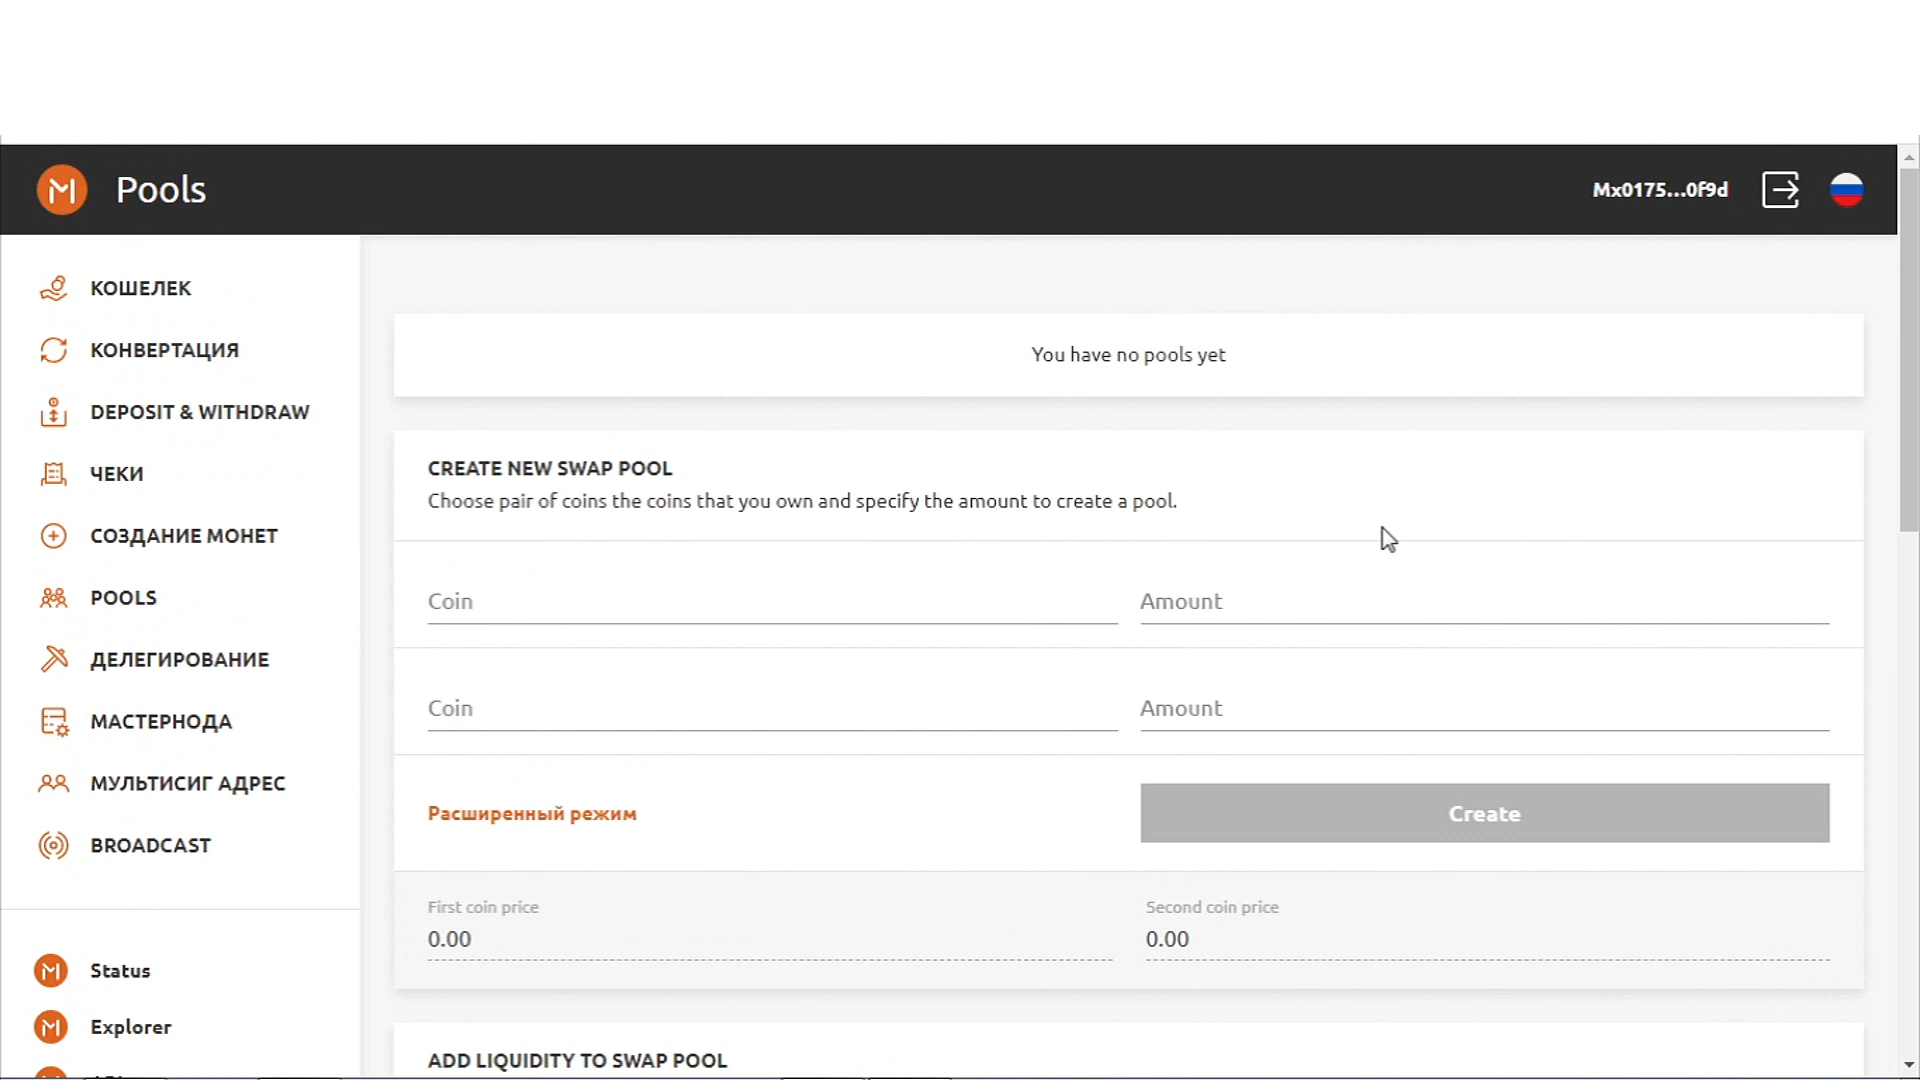 Pools
Mx0175...0f9d
КОШЕЛЕК
КОНВЕРТАЦИЯ
DEPOSIT & WITHDRAW
ЧЕКИ
СОЗДАНИЕ МОНЕТ
POOLS
ДЕЛЕГИРОВАНИЕ
МАСТЕРНОДА
МУЛЬТИСИГ АДРЕС
BROADCAST
Status
Explorer
You have no pools yet
CREATE NEW SWAP POOL
Choose pair of coins the coins that you own and specify the amount to create a pool.
Coin
Amount
Coin
Amount
Расширенный режим
Create
First coin price
Second coin price
0.00
0.00
ADD LIQUIDITY TO SWAP POOL